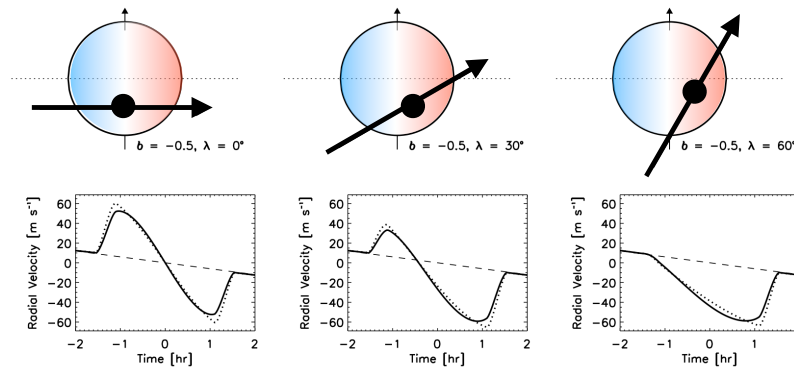 b = −0.5, λ = 0°
b = −0.5, λ = 30°
b = −0.5, λ = 60°
Radial Velocity [m s⁻¹]
60
40
20
0
−20
−40
−60
−2 −1 0 1 2
Time [hr]
Radial Velocity [m s⁻¹]
60
40
20
0
−20
−40
−60
−2 −1 0 1 2
Time [hr]
Radial Velocity [m s⁻¹]
60
40
20
0
−20
−40
−60
−2 −1 0 1
Time [hr]